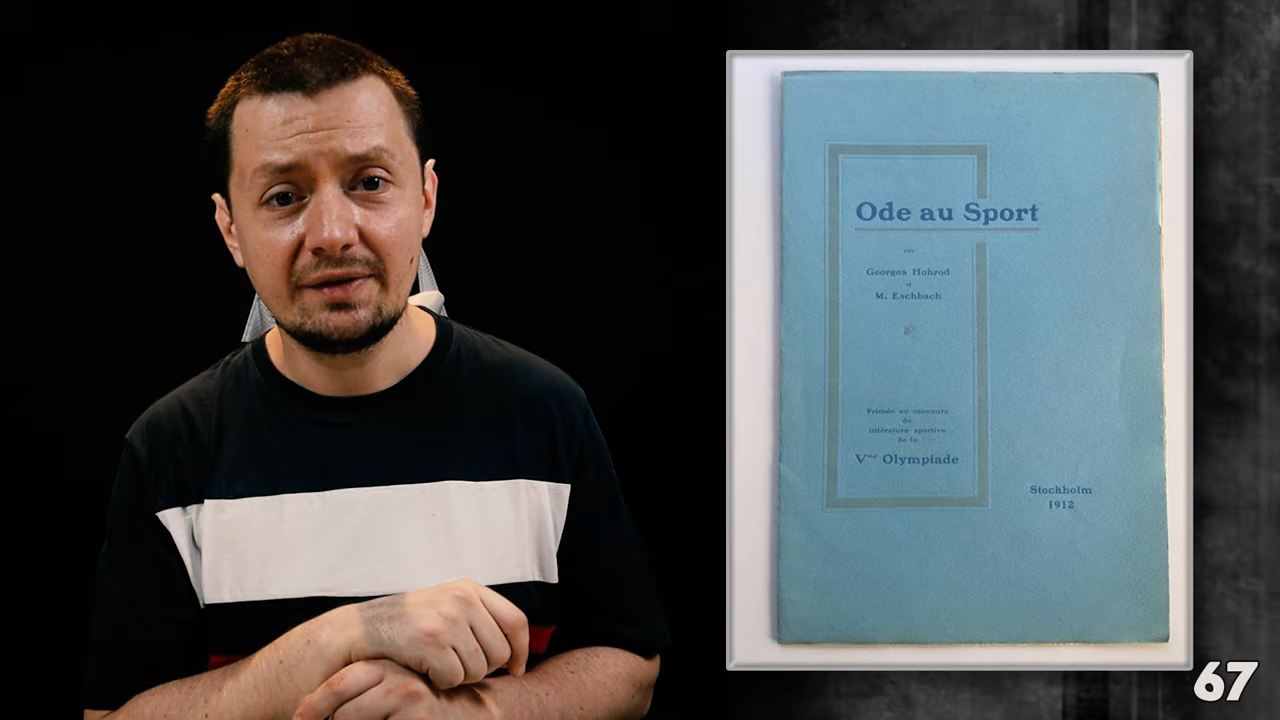 Ode au Sport
par
Georges Hohrod
et
M. Eschbach
Primée au concours
de
littérature sportive
de la
Vme Olympiade
Stockholm
1912
67